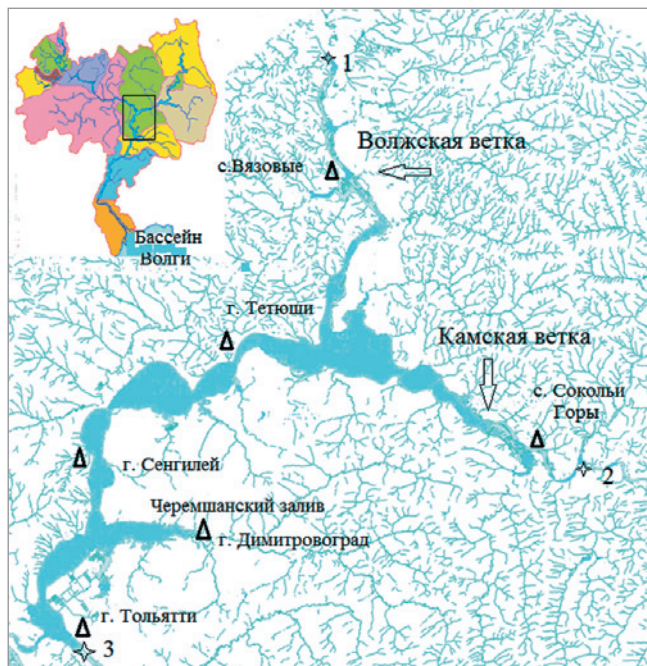 1
Волжская ветка
с.Вязовые
Бассейн
Волги
г. Тетюши
Камская ветка
с. Сокольи
Горы
г. Сенгилей
2
Черемшанский залив
г. Димитровоград
г. Тольятти
3